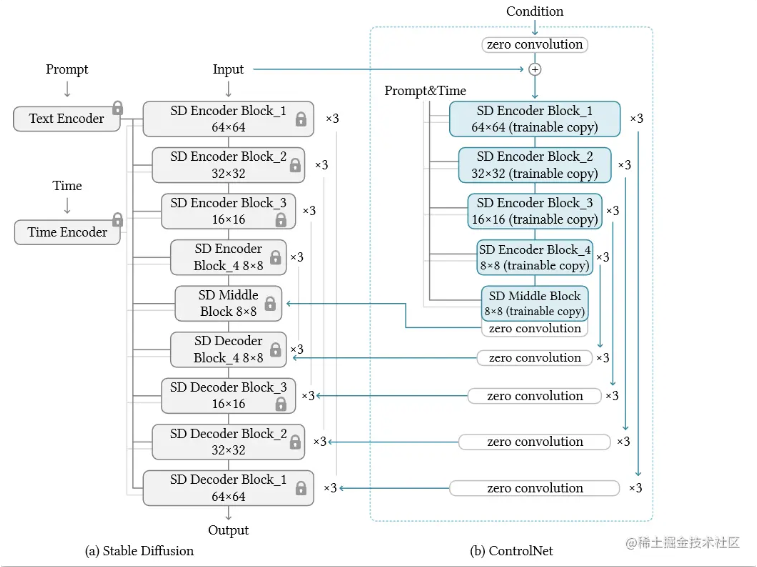 Condition
zero convolution
Prompt
Input
+
Prompt&Time
Text Encoder
SD Encoder Block_1
64×64
×3
SD Encoder Block_1
64×64 (trainable copy)
×3
SD Encoder Block_2
32×32
×3
SD Encoder Block_2
32×32 (trainable copy)
×3
Time
SD Encoder Block_3
16×16
×3
SD Encoder Block_3
16×16 (trainable copy)
×3
Time Encoder
SD Encoder
Block_4 8×8
×3
SD Encoder Block_4
8×8 (trainable copy)
×3
SD Middle
Block 8×8
SD Middle Block
8×8 (trainable copy)
zero convolution
SD Decoder
Block_4 8×8
×3
zero convolution
×3
SD Decoder Block_3
16×16
×3
zero convolution
×3
SD Decoder Block_2
32×32
×3
zero convolution
×3
SD Decoder Block_1
64×64
×3
zero convolution
×3
Output
(a) Stable Diffusion
(b) ControlNet
@稀土掘金技术社区